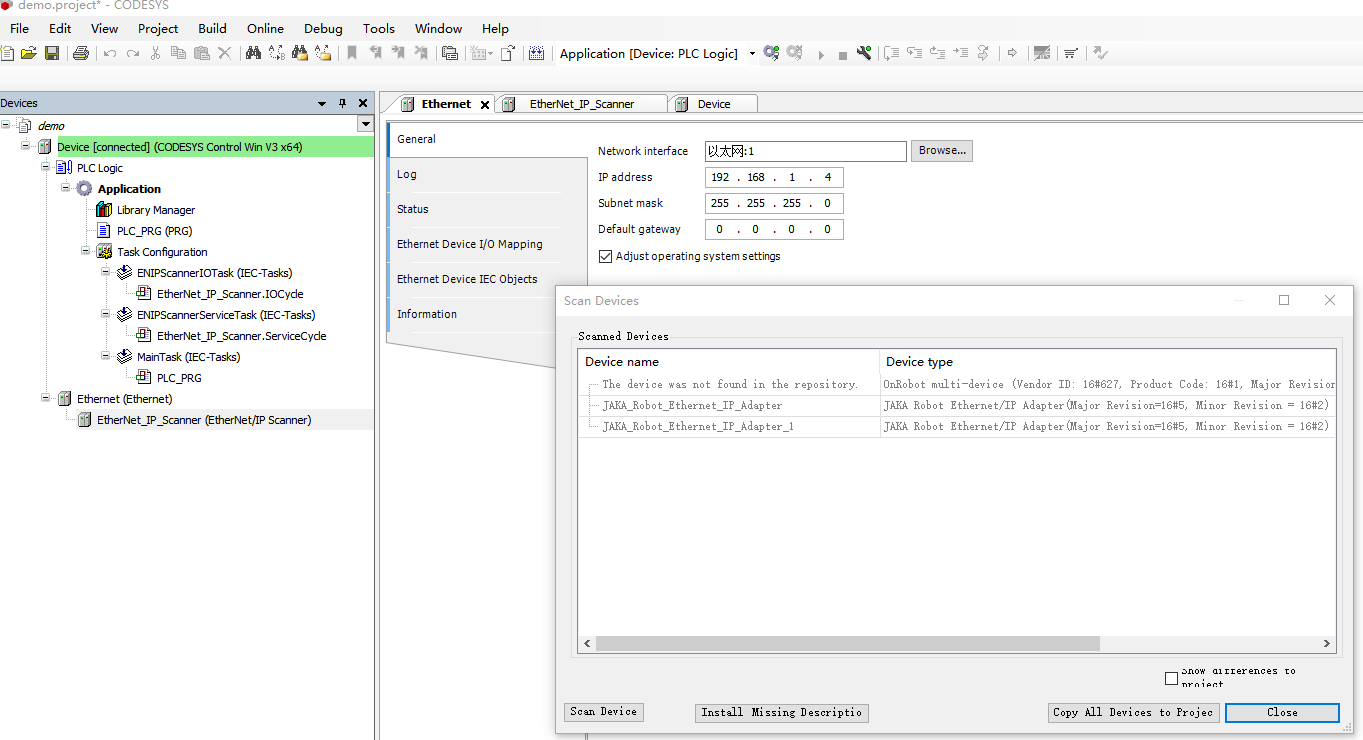 demo.project* - CODESYS
File Edit View Project Build Online Debug Tools Window Help
Application [Device: PLC Logic]
Devices
demo
Device [connected] (CODESYS Control Win V3 x64)
PLC Logic
Application
Library Manager
PLC_PRG (PRG)
Task Configuration
ENIPScannerIOTask (IEC-Tasks)
EtherNet_IP_Scanner.IOCycle
ENIPScannerServiceTask (IEC-Tasks)
EtherNet_IP_Scanner.ServiceCycle
MainTask (IEC-Tasks)
PLC_PRG
Ethernet (Ethernet)
EtherNet_IP_Scanner (EtherNet/IP Scanner)
Ethernet EtherNet_IP_Scanner Device
General
Log
Status
Ethernet Device I/O Mapping
Ethernet Device IEC Objects
Information
Network interface 以太网:1 Browse...
IP address 192 . 168 . 1 . 4
Subnet mask 255 . 255 . 255 . 0
Default gateway 0 . 0 . 0 . 0
Adjust operating system settings
Scan Devices
Scanned Devices
Device name Device type
The device was not found in the repository. OnRobot multi-device (Vendor ID: 16#627, Product Code: 16#1, Major Revision
JAKA_Robot_Ethernet_IP_Adapter JAKA Robot Ethernet/IP Adapter(Major Revision=16#5, Minor Revision = 16#2)
JAKA_Robot_Ethernet_IP_Adapter_1 JAKA Robot Ethernet/IP Adapter(Major Revision=16#5, Minor Revision = 16#2)
Show differences to
project
Scan Device Install Missing Descriptio Copy All Devices to Projec Close